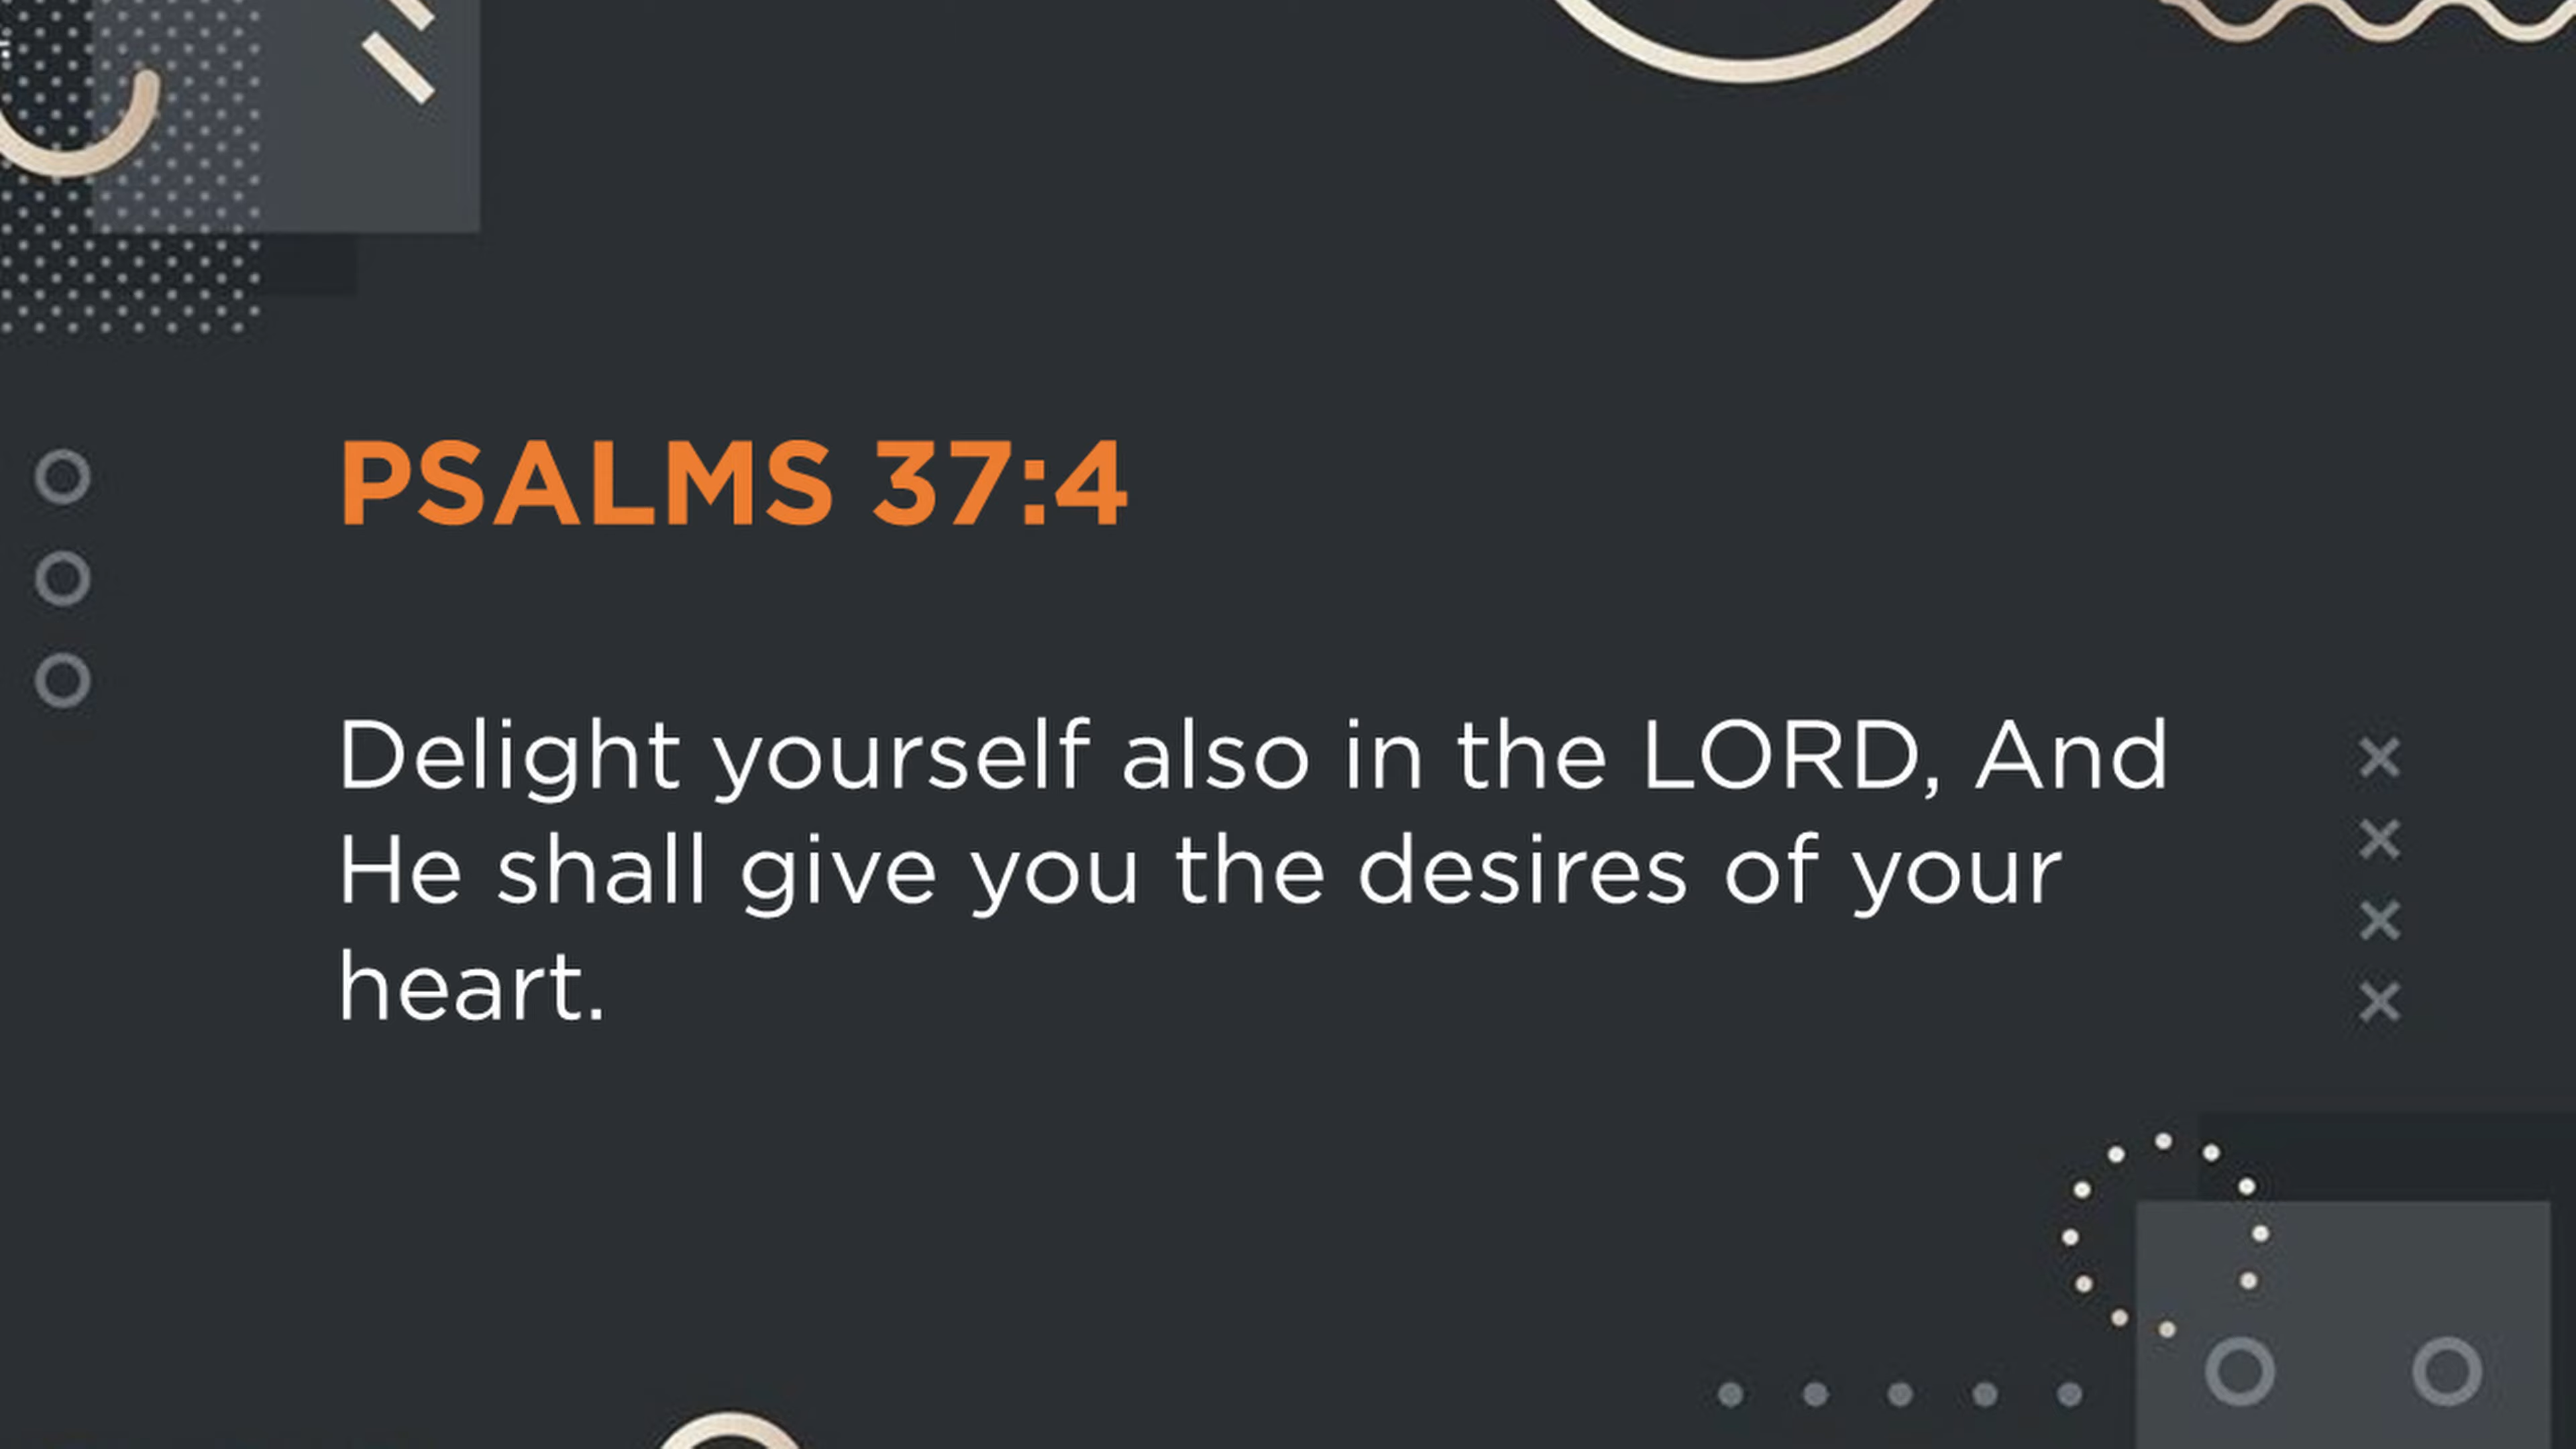 PSALMS 37:4
Delight yourself also in the LORD, And
He shall give you the desires of your
heart.